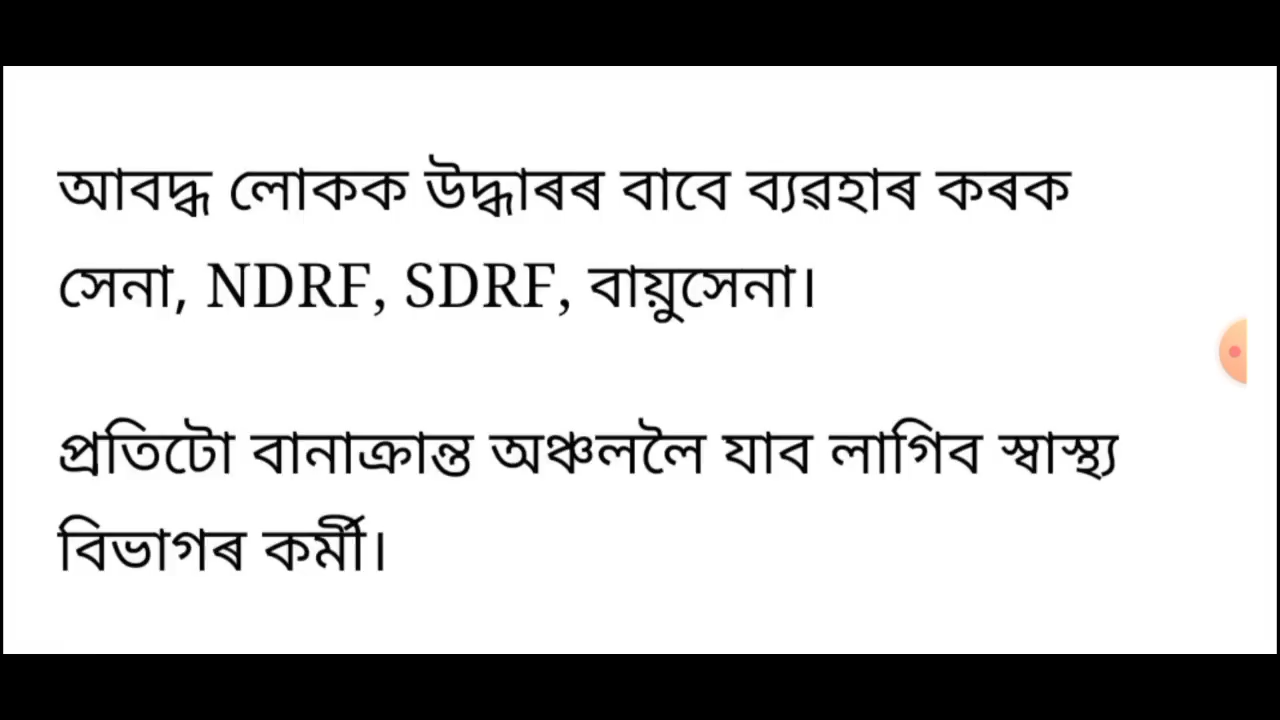 আবদ্ধ লোকক উদ্ধাৰৰ বাবে ব্যৱহাৰ কৰক
সেনা, NDRF, SDRF, বায়ুসেনা।
প্ৰতিটো বানাক্ৰান্ত অঞ্চললৈ যাব লাগিব স্বাস্থ্য
বিভাগৰ কৰ্মী।